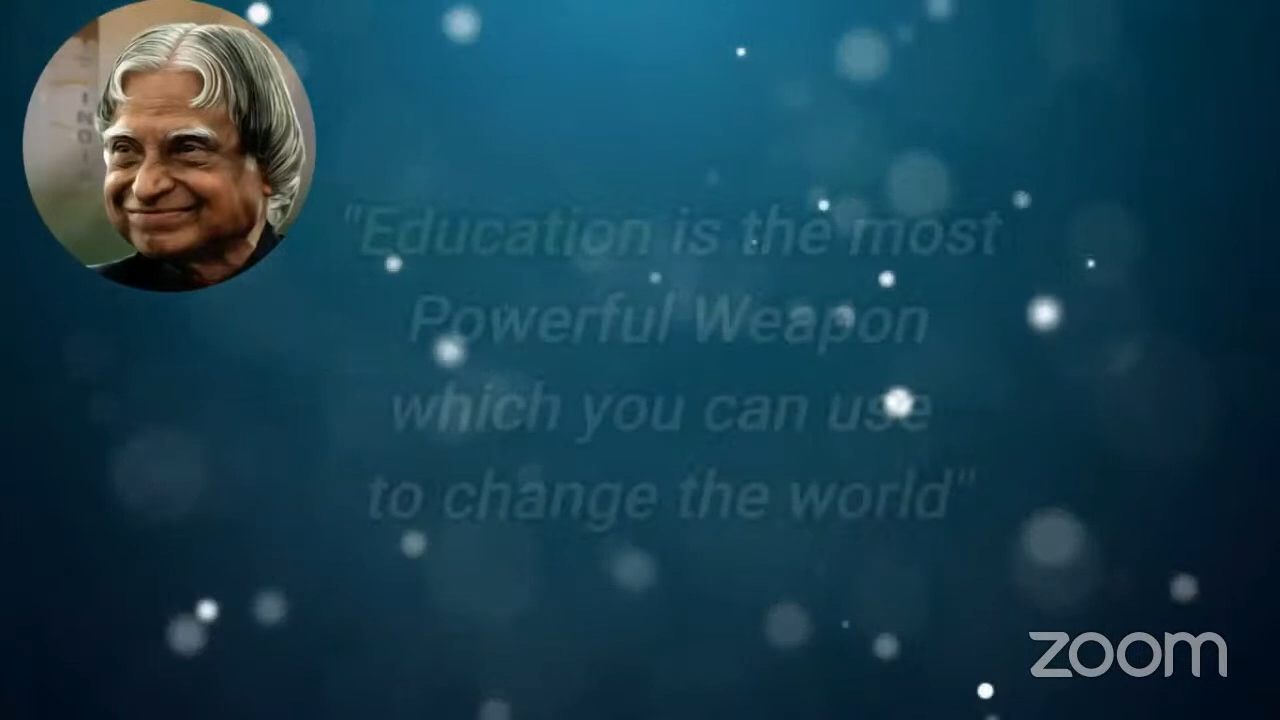 "Education is the most
Powerful Weapon
which you can use
to change the world"
zoom